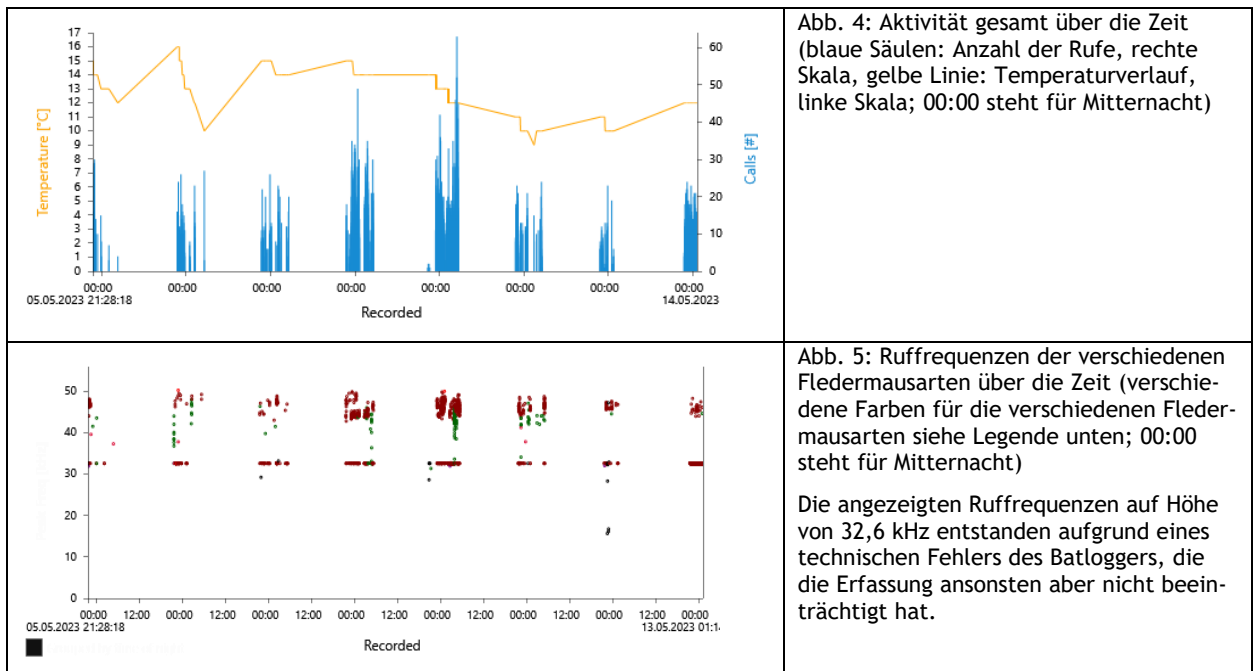 17
16
15
14
13
12
11
10
9
8
7
6
5
4
3
2
1
0
Temperature [°C]
60
50
40
30
20
10
0
Calls [#]
00:00 00:00 00:00 00:00 00:00 00:00 00:00 00:00
05.05.2023 21:28:18
14.05.2023
Recorded
Abb. 4: Aktivität gesamt über die Zeit
(blaue Säulen: Anzahl der Rufe, rechte
Skala, gelbe Linie: Temperaturverlauf,
linke Skala; 00:00 steht für Mitternacht)
50
40
30
20
10
0
00:00 12:00 00:00 12:00 00:00 12:00 00:00 12:00 00:00 12:00 00:00 12:00 00:00 12:00 00:00
05.05.2023 21:28:18
13.05.2023 01:1
Recorded
Abb. 5: Ruffrequenzen der verschiedenen
Fledermausarten über die Zeit (verschie-
dene Farben für die verschiedenen Fleder-
mausarten siehe Legende unten; 00:00
steht für Mitternacht)
Die angezeigten Ruffrequenzen auf Höhe
von 32,6 kHz entstanden aufgrund eines
technischen Fehlers des Batloggers, die
die Erfassung ansonsten aber nicht beein-
trächtigt hat.